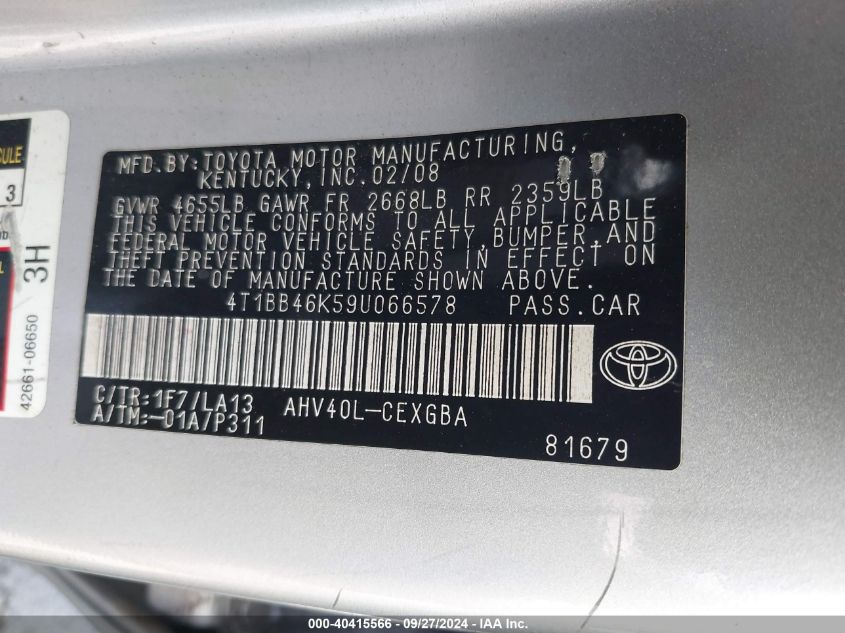 MFD. BY: TOYOTA MOTOR MANUFACTURING,
KENTUCKY, INC. 02/08
GVWR 4655LB GAWR FR 2668LB RR 2359LB
THIS VEHICLE CONFORMS TO ALL APPLICABLE
FEDERAL MOTOR VEHICLE SAFETY, BUMPER, AND
THEFT PREVENTION STANDARDS IN EFFECT ON
THE DATE OF MANUFACTURE SHOWN ABOVE.
4T1BB46K59U066578 PASS.CAR
C/TR: 1F7/LA13 AHV40L-CEXGBA
A/TM: -01A/P311
81679
3
3H
42661-06650
000-40415566 - 09/27/2024 - IAA Inc.